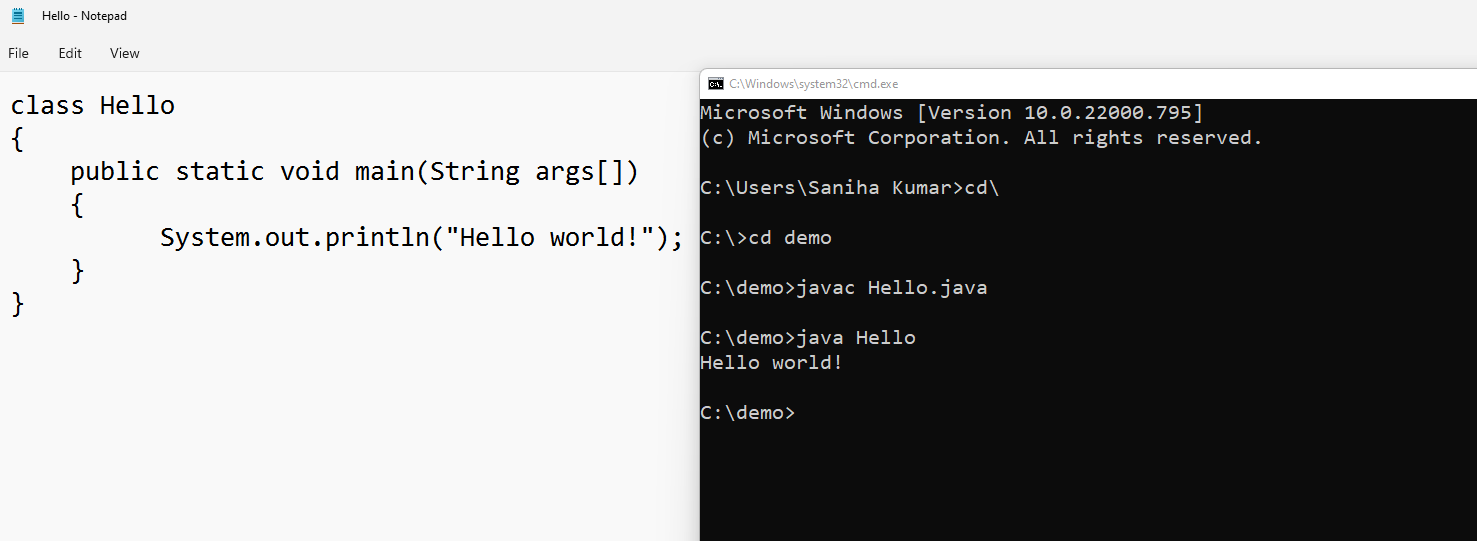 Hello - Notepad
File Edit View
class Hello
{
    public static void main(String args[])
    {
          System.out.println("Hello world!");
    }
}
C:\Windows\system32\cmd.exe
Microsoft Windows [Version 10.0.22000.795]
(c) Microsoft Corporation. All rights reserved.
C:\Users\Saniha Kumar>cd\
C:\>cd demo
C:\demo>javac Hello.java
C:\demo>java Hello
Hello world!
C:\demo>